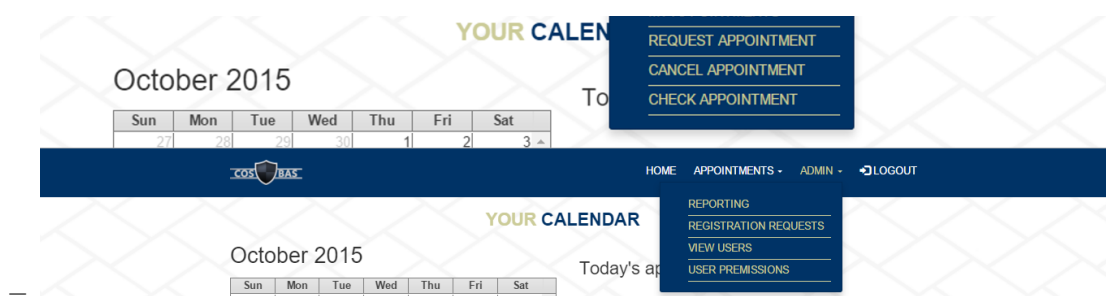 YOUR CALEN
REQUEST APPOINTMENT
CANCEL APPOINTMENT
CHECK APPOINTMENT
October 2015
To
Sun Mon Tue Wed Thu Fri Sat
27 28 29 30 1 2 3
COS BAS
HOME APPOINTMENTS ADMIN LOGOUT
REPORTING
REGISTRATION REQUESTS
VIEW USERS
USER PREMISSIONS
YOUR CALENDAR
October 2015
Today's ap
Sun Mon Tue Wed Thu Fri Sat